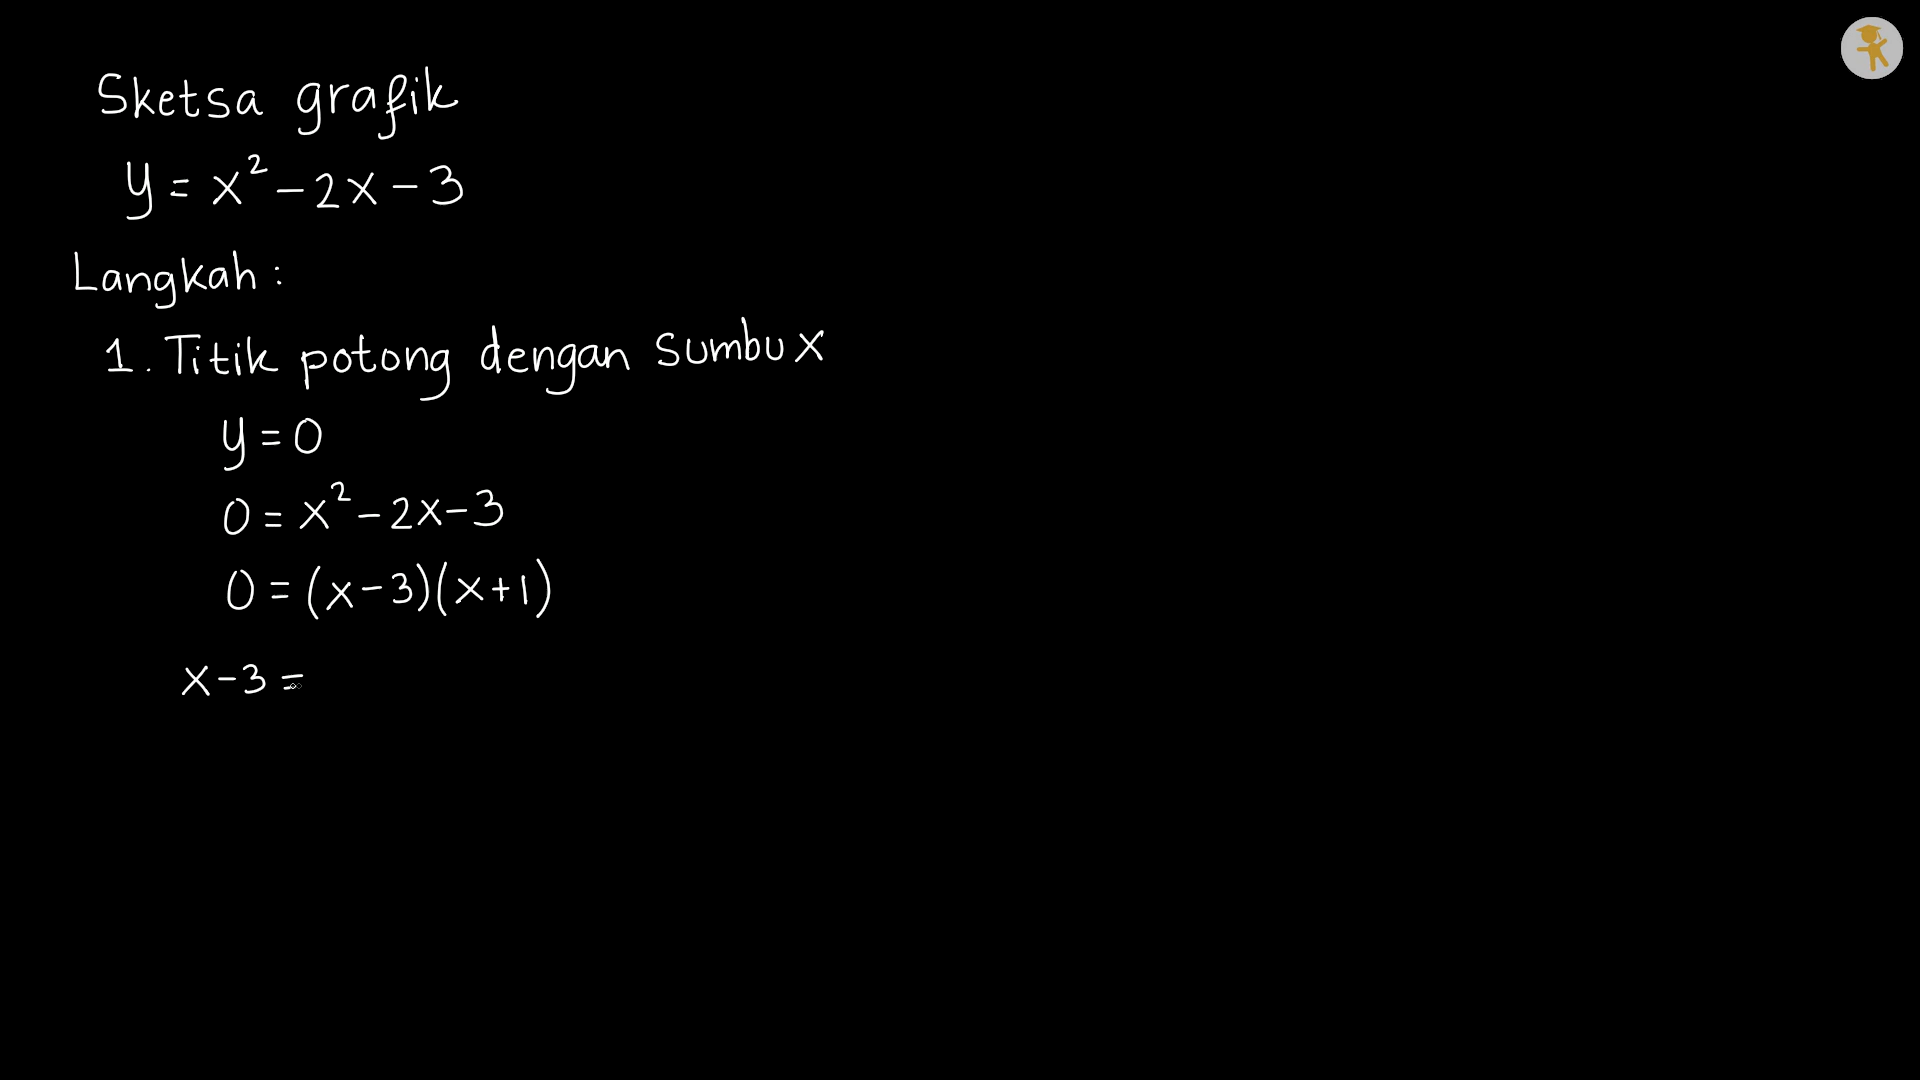 Sketsa grafik
y = x² - 2x - 3
Langkah :
1. Titik potong dengan sumbu x
y = 0
0 = x² - 2x - 3
0 = (x - 3)(x + 1)
x - 3 =